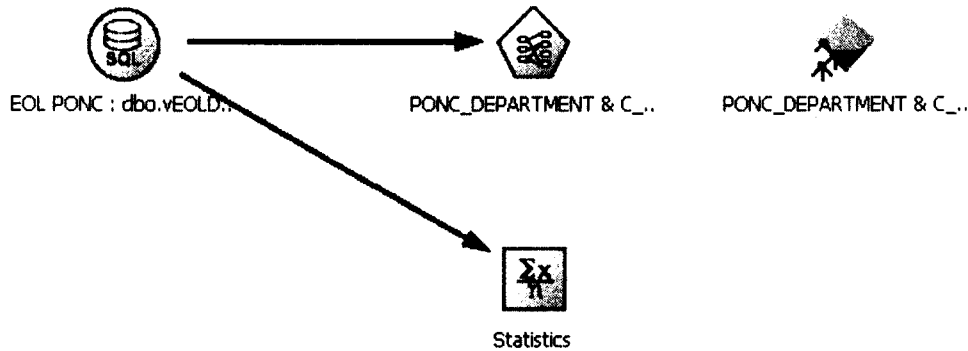 SQL
EOL PONC : dbo.vEOLD..
PONC_DEPARTMENT & C_..
PONC_DEPARTMENT & C_..
Σx
n
Statistics